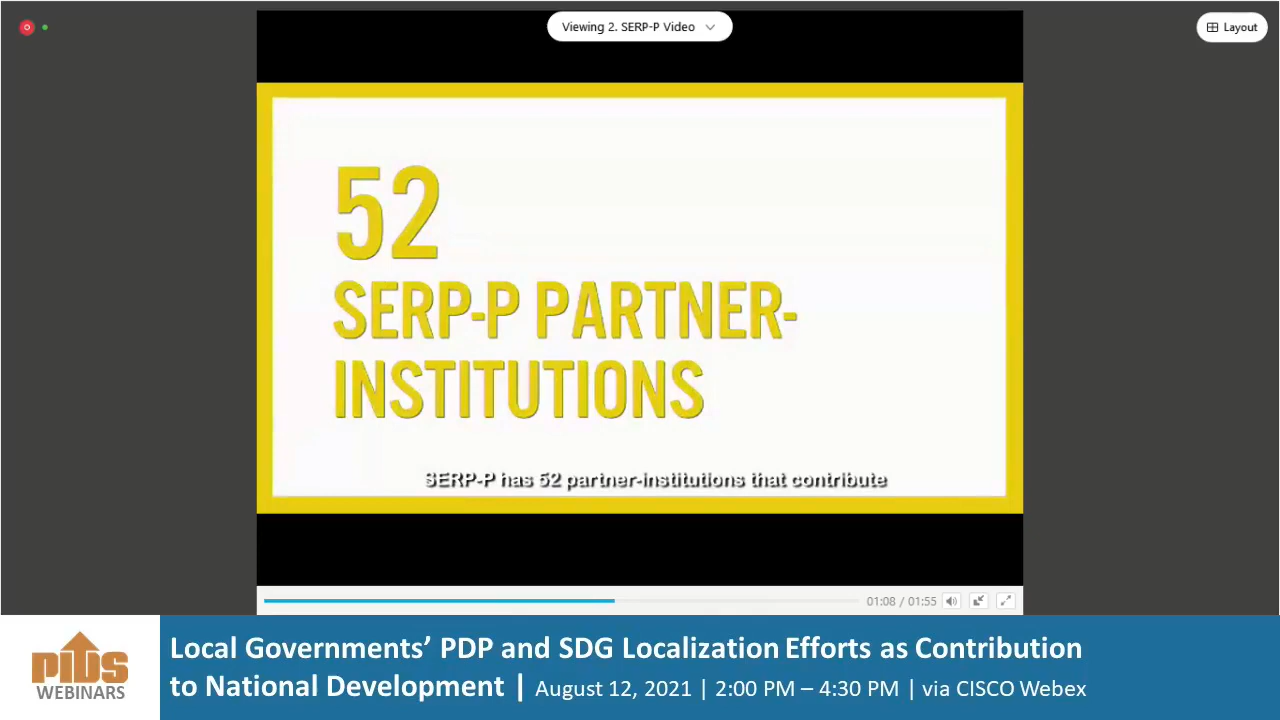 Viewing 2. SERP-P Video
Layout
52
SERP-P PARTNER-
INSTITUTIONS
SERP-P has 52 partner-institutions that contribute
01:08 / 01:55
PIDS
WEBINARS
Local Governments’ PDP and SDG Localization Efforts as Contribution
to National Development | August 12, 2021 | 2:00 PM – 4:30 PM | via CISCO Webex